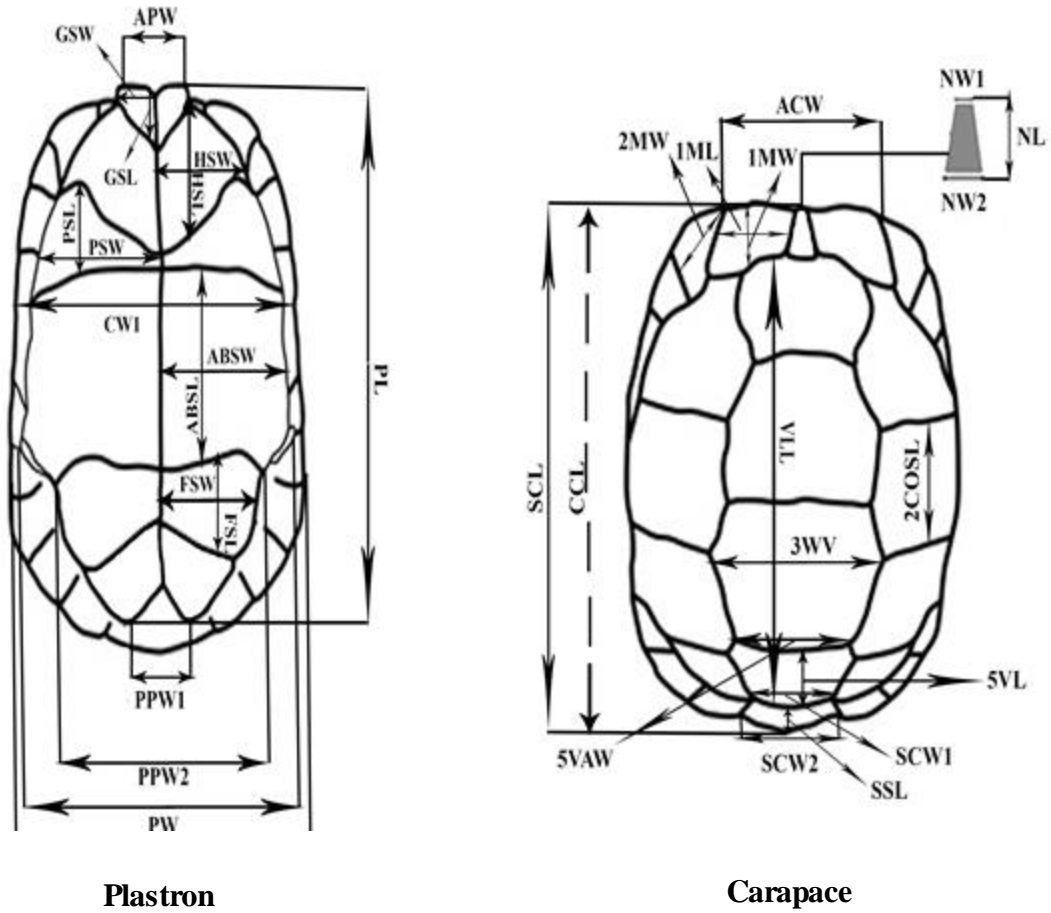 APW
GSW
GSL
HSW
HSL
PSL
PSW
CW1
ABSW
ABSL
PL
FSW
FSL
PPW1
PPW2
PW
Plastron
NW1
NL
NW2
ACW
2MW
1ML
1MW
SCL
CCL
VLL
2COSL
3WV
5VL
5VAW
SCW2
SCW1
SSL
Carapace